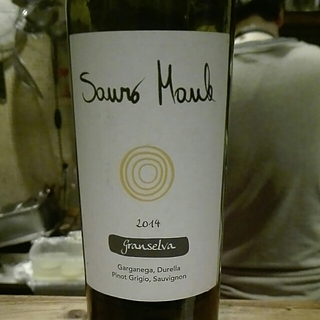 Sauro Maule
2014
Granselva
Garganega, Durella
Pinot Grigio, Sauvignon